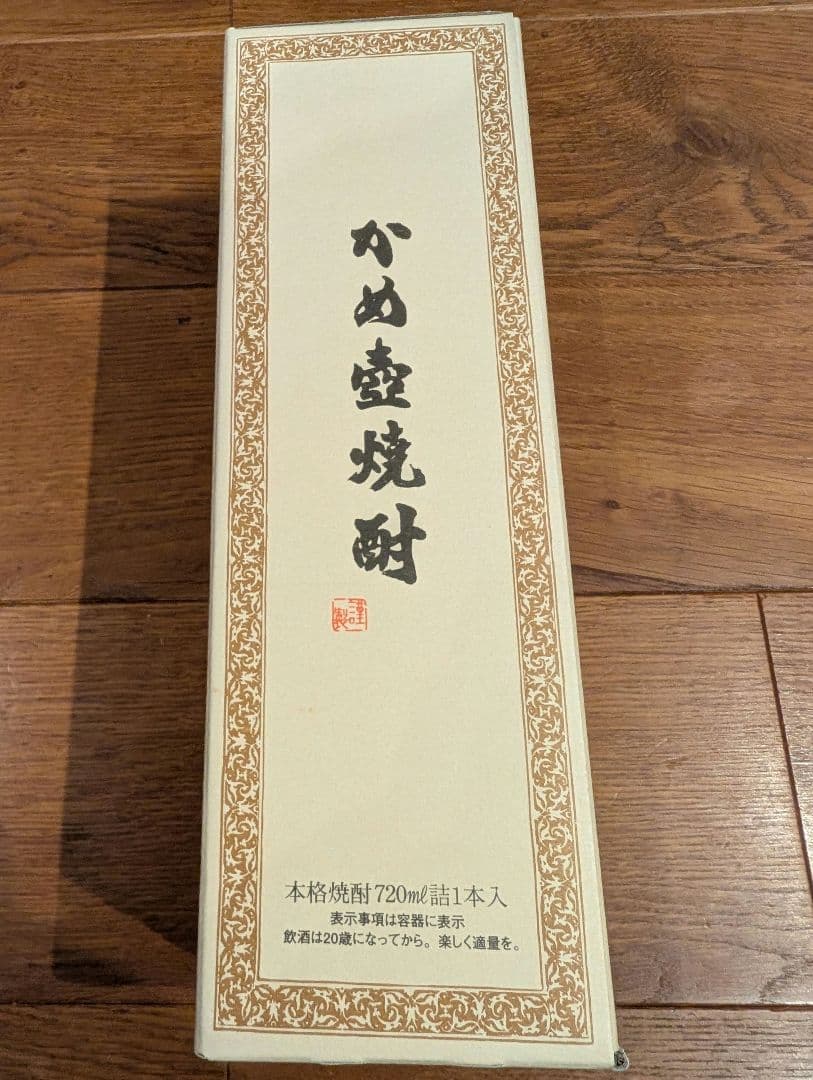 かめ壺焼酎
謹製
本格焼酎720mℓ詰1本入
表示事項は容器に表示
飲酒は20歳になってから。楽しく適量を。